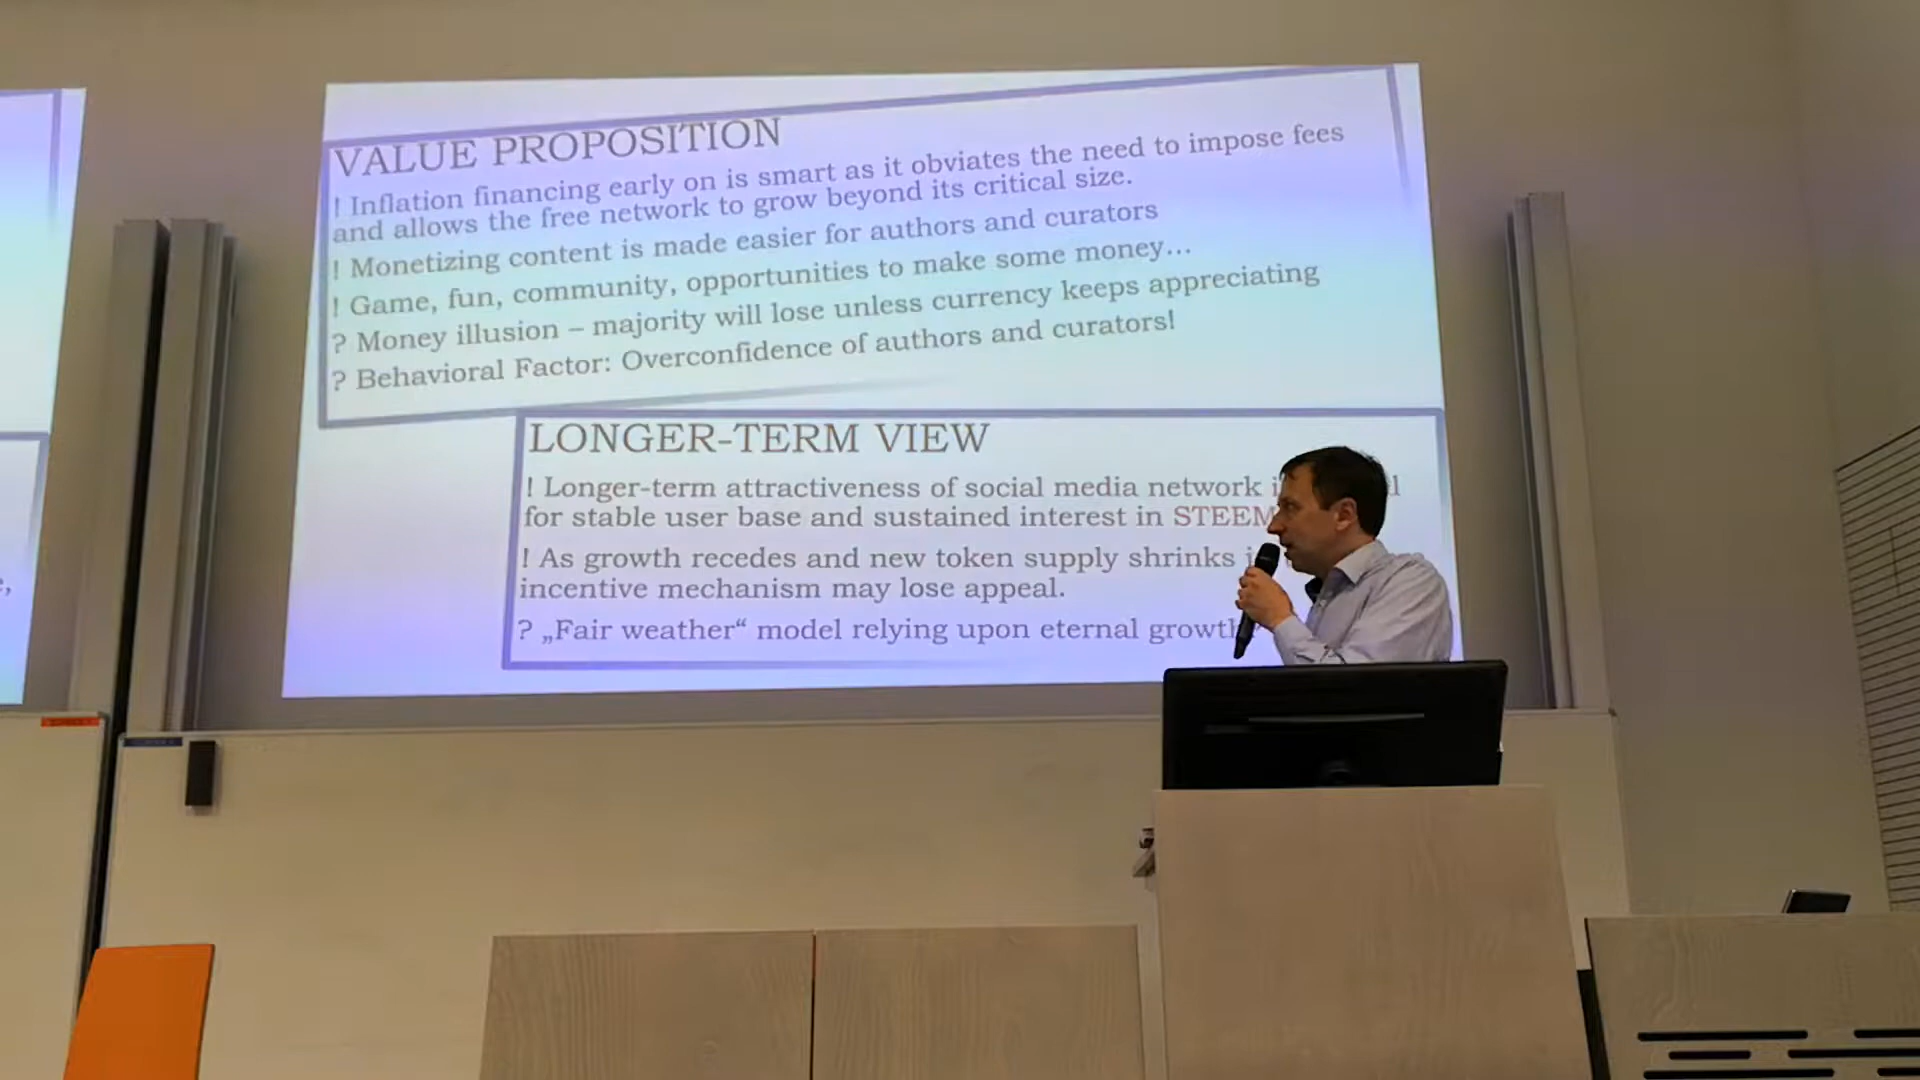 VALUE PROPOSITION
! Inflation financing early on is smart as it obviates the need to impose fees
and allows the free network to grow beyond its critical size.
! Monetizing content is made easier for authors and curators
! Game, fun, community, opportunities to make some money...
? Money illusion – majority will lose unless currency keeps appreciating
? Behavioral Factor: Overconfidence of authors and curators!
LONGER-TERM VIEW
! Longer-term attractiveness of social media network
for stable user base and sustained interest in STEEM
! As growth recedes and new token supply shrinks
incentive mechanism may lose appeal.
? „Fair weather“ model relying upon eternal growth